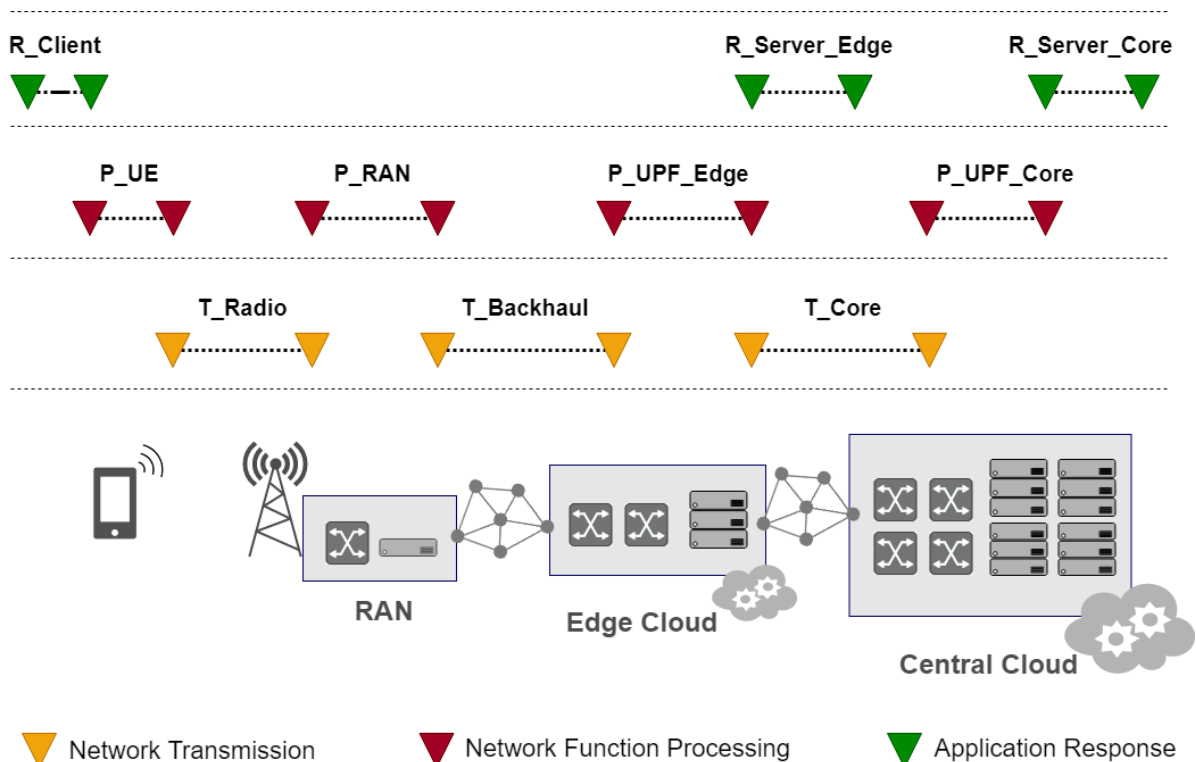 R_Client
R_Server_Edge
R_Server_Core
P_UE
P_RAN
P_UPF_Edge
P_UPF_Core
T_Radio
T_Backhaul
T_Core
RAN
Edge Cloud
Central Cloud
Network Transmission
Network Function Processing
Application Response